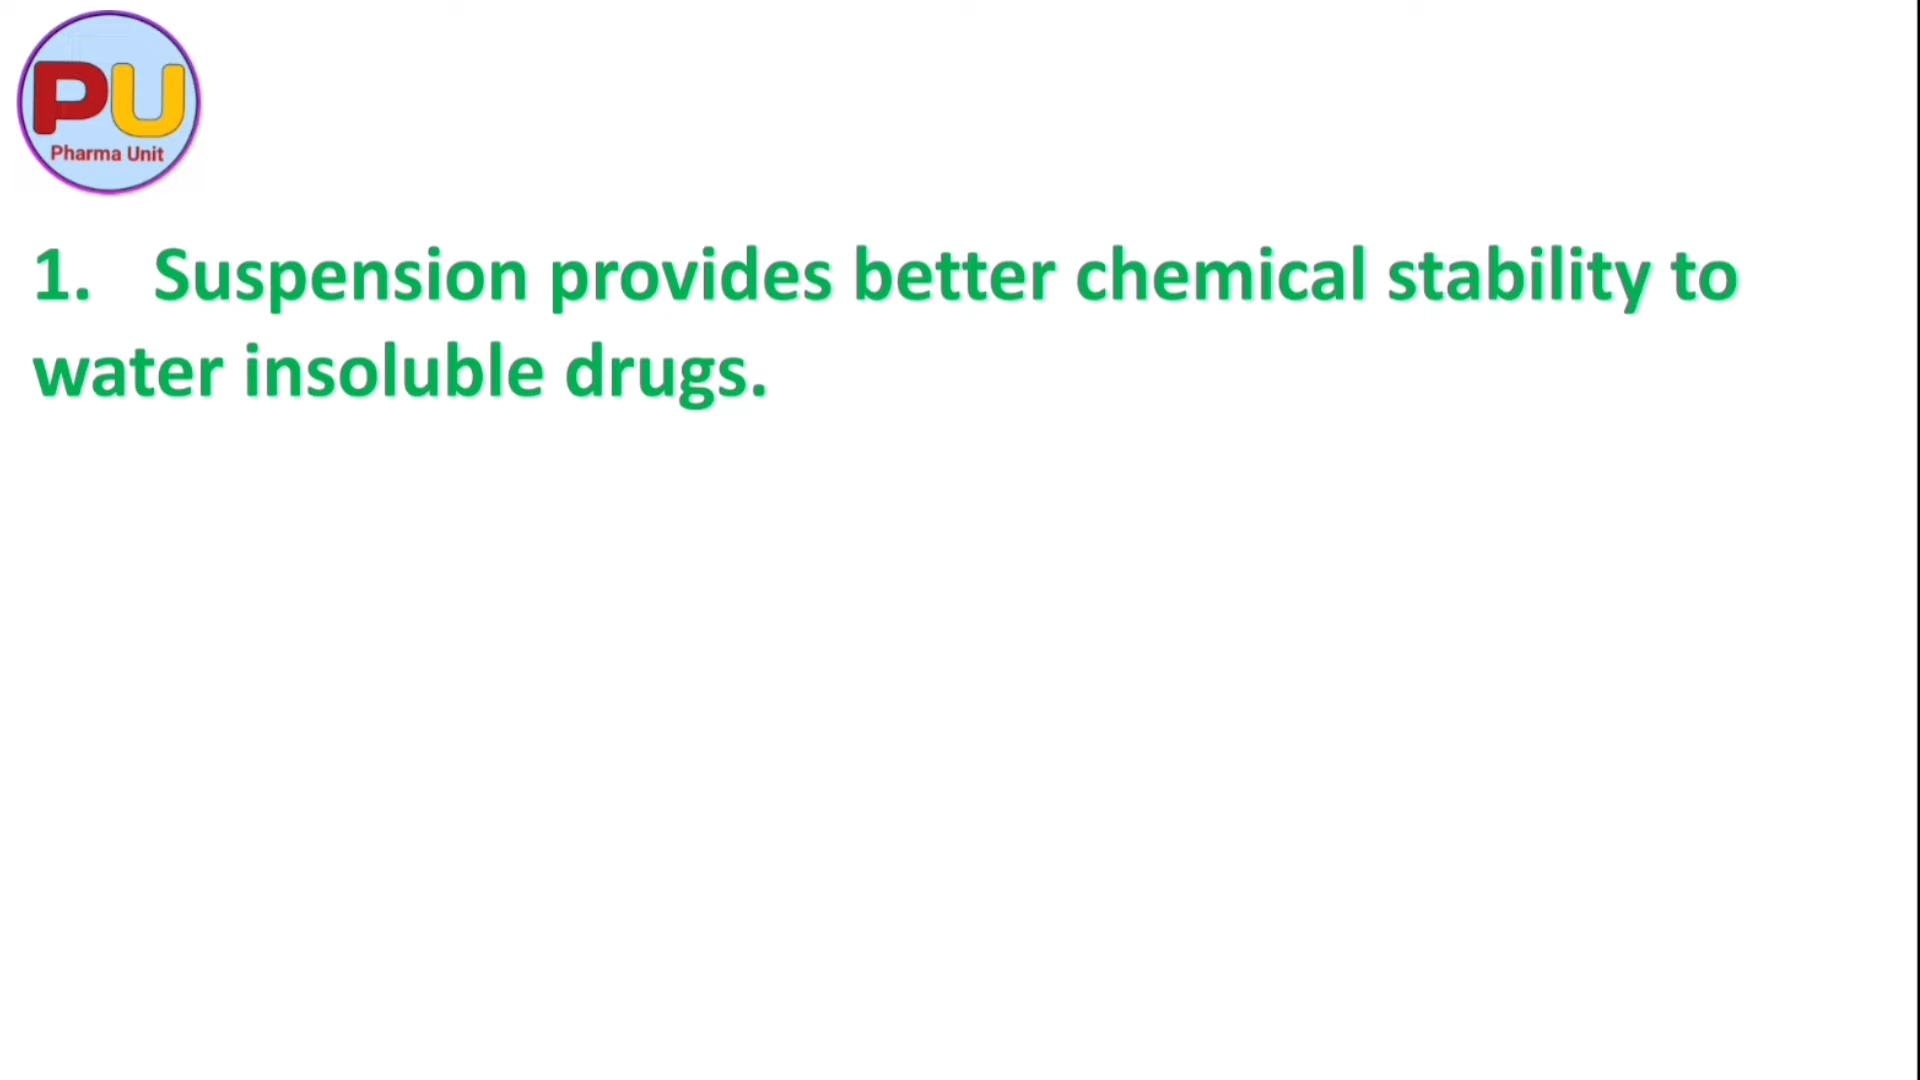 PU
Pharma Unit
1. Suspension provides better chemical stability to
water insoluble drugs.